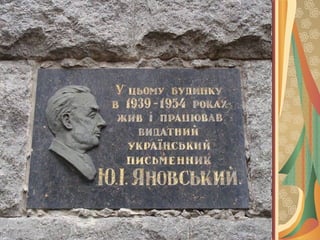 У ЦЬОМУ БУДИНКУ
В 1939-1954 РОКАХ
ЖИВ І ПРАЦЮВАВ
ВИДАТНИЙ
УКРАЇНСЬКИЙ
ПИСЬМЕННИК
Ю.І. ЯНОВСЬКИЙ.